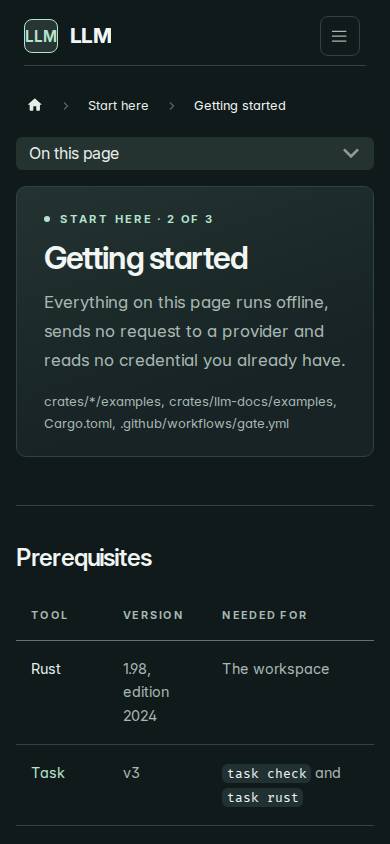 LLM LLM
Start here Getting started
On this page
START HERE · 2 OF 3
Getting started
Everything on this page runs offline,
sends no request to a provider and
reads no credential you already have.
crates/*/examples, crates/llm-docs/examples,
Cargo.toml, .github/workflows/gate.yml
Prerequisites
TOOL VERSION NEEDED FOR
Rust 1.98, The workspace
edition
2024
Task v3 task check and
task rust